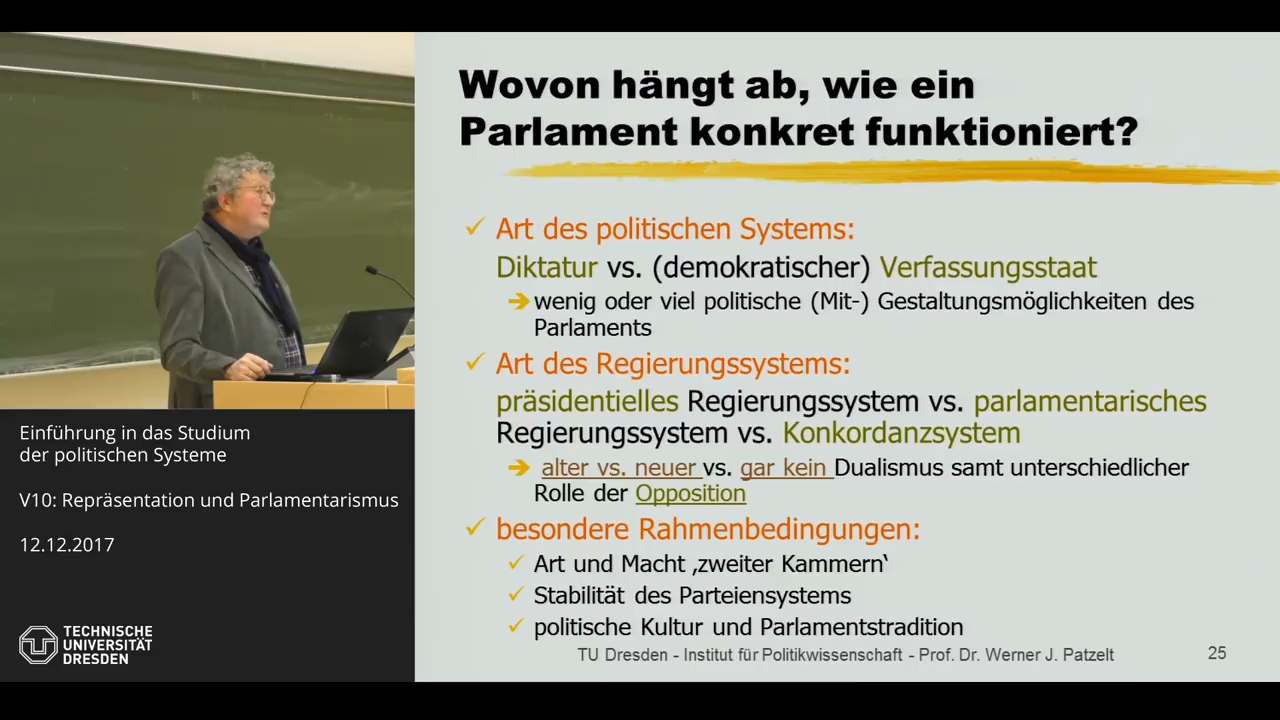 Wovon hängt ab, wie ein
Parlament konkret funktioniert?
Art des politischen Systems:
Diktatur vs. (demokratischer) Verfassungsstaat
wenig oder viel politische (Mit-) Gestaltungsmöglichkeiten des
Parlaments
Art des Regierungssystems:
präsidentielles Regierungssystem vs. parlamentarisches
Regierungssystem vs. Konkordanzsystem
alter vs. neuer vs. gar kein Dualismus samt unterschiedlicher
Rolle der Opposition
besondere Rahmenbedingungen:
Art und Macht ‚zweiter Kammern‛
Stabilität des Parteiensystems
politische Kultur und Parlamentstradition
TU Dresden - Institut für Politikwissenschaft - Prof. Dr. Werner J. Patzelt
25
Einführung in das Studium
der politischen Systeme
V10: Repräsentation und Parlamentarismus
12.12.2017
TECHNISCHE
UNIVERSITÄT
DRESDEN